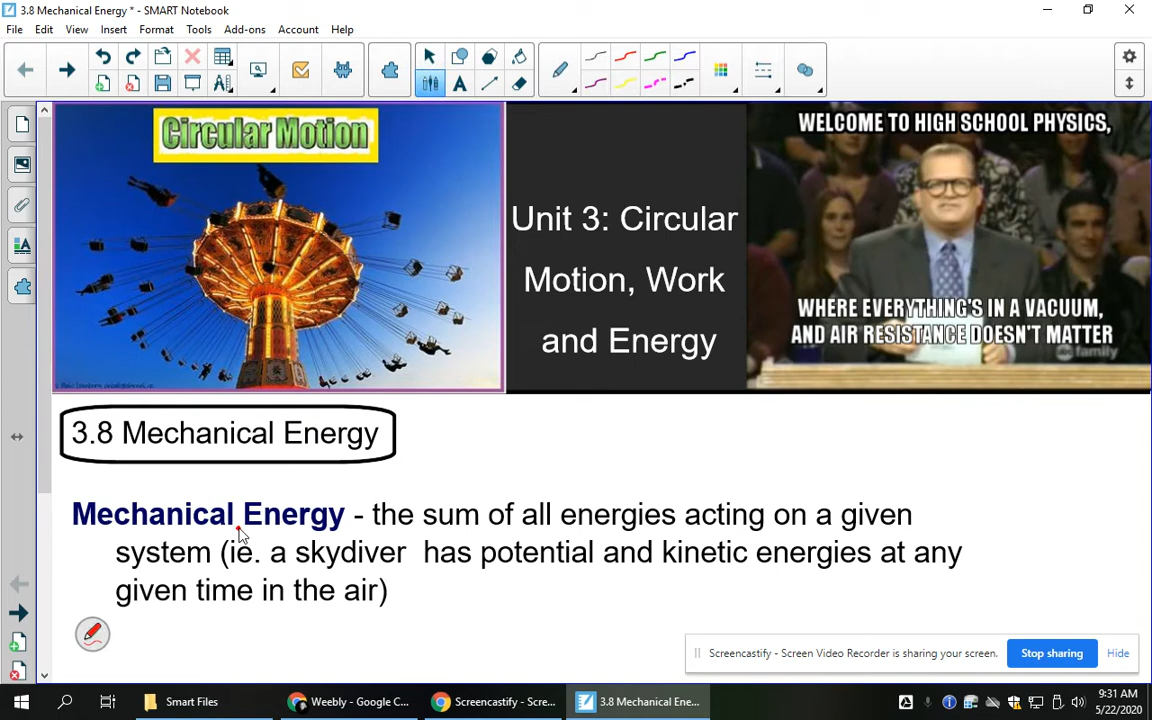 3.8 Mechanical Energy * - SMART Notebook
File Edit View Insert Format Tools Add-ons Account Help
Circular Motion
Unit 3: Circular
Motion, Work
and Energy
WELCOME TO HIGH SCHOOL PHYSICS,
WHERE EVERYTHING'S IN A VACUUM,
AND AIR RESISTANCE DOESN'T MATTER
abc family
3.8 Mechanical Energy
Mechanical Energy - the sum of all energies acting on a given
system (ie. a skydiver has potential and kinetic energies at any
given time in the air)
Screencastify - Screen Video Recorder is sharing your screen.
Stop sharing
Hide
Smart Files
Weebly - Google C...
Screencastify - Scre...
3.8 Mechanical Ene...
9:31 AM
5/22/2020